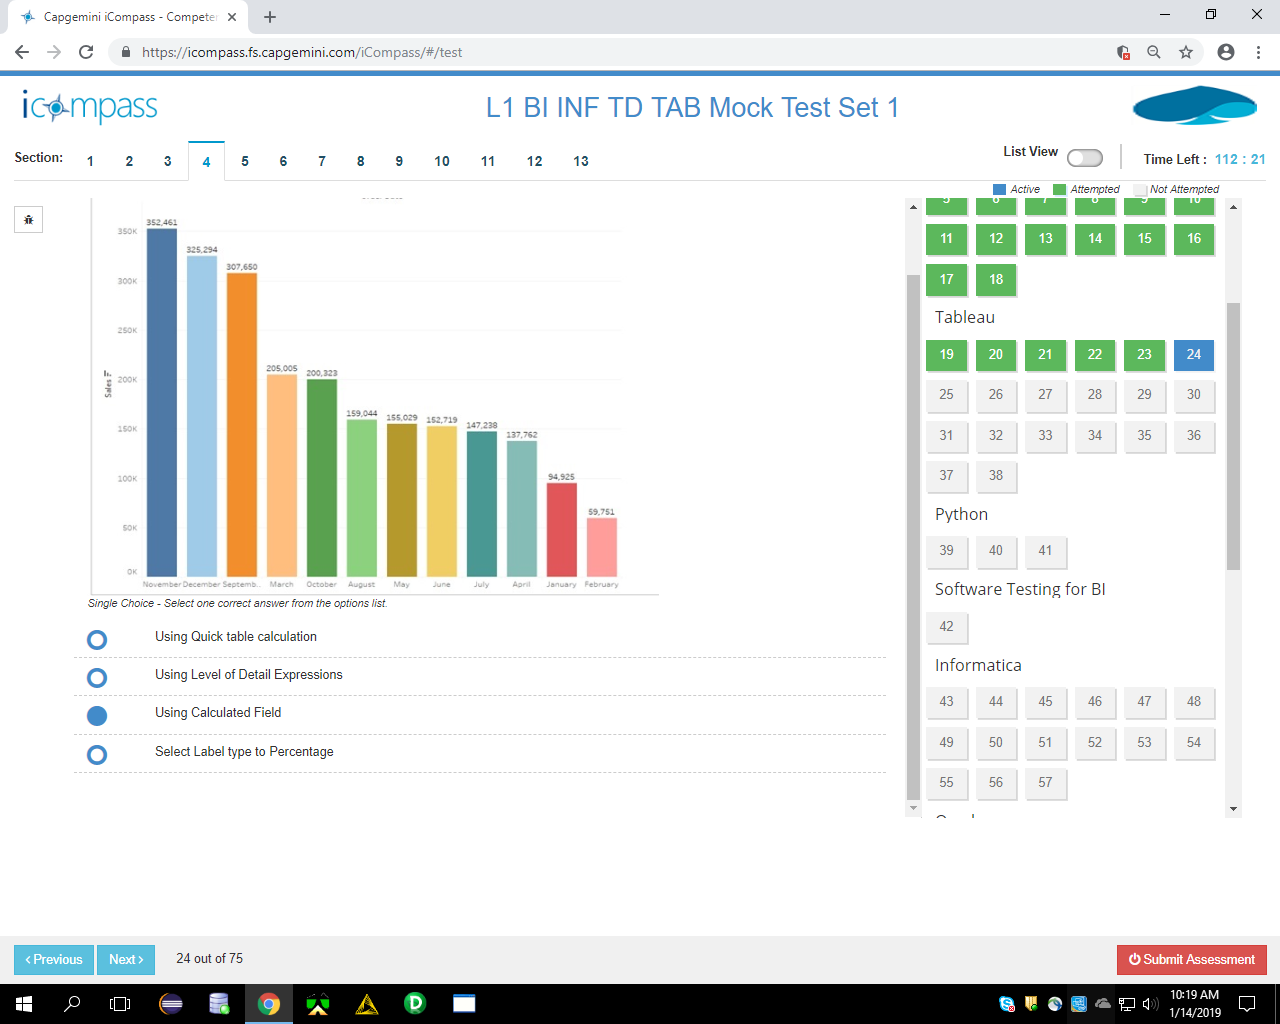 Capgemini iCompass - Compete
https://icompass.fs.capgemini.com/iCompass/#/test
icompass
L1 BI INF TD TAB Mock Test Set 1
Section: 1 2 3 4 5 6 7 8 9 10 11 12 13
List View
Time Left : 112 : 21
Active Attempted Not Attempted
352,461
325,294
307,650
205,005
200,323
159,044
155,029
152,719
147,238
137,762
94,925
59,751
350K
300K
250K
200K
150K
100K
50K
0K
Sales
November December Septemb.. March October August May June July April January February
Single Choice - Select one correct answer from the options list.
Using Quick table calculation
Using Level of Detail Expressions
Using Calculated Field
Select Label type to Percentage
5 6 7 8 9 10
11 12 13 14 15 16
17 18
Tableau
19 20 21 22 23 24
25 26 27 28 29 30
31 32 33 34 35 36
37 38
Python
39 40 41
Software Testing for BI
42
Informatica
43 44 45 46 47 48
49 50 51 52 53 54
55 56 57
Previous
Next
24 out of 75
Submit Assessment
10:19 AM
1/14/2019